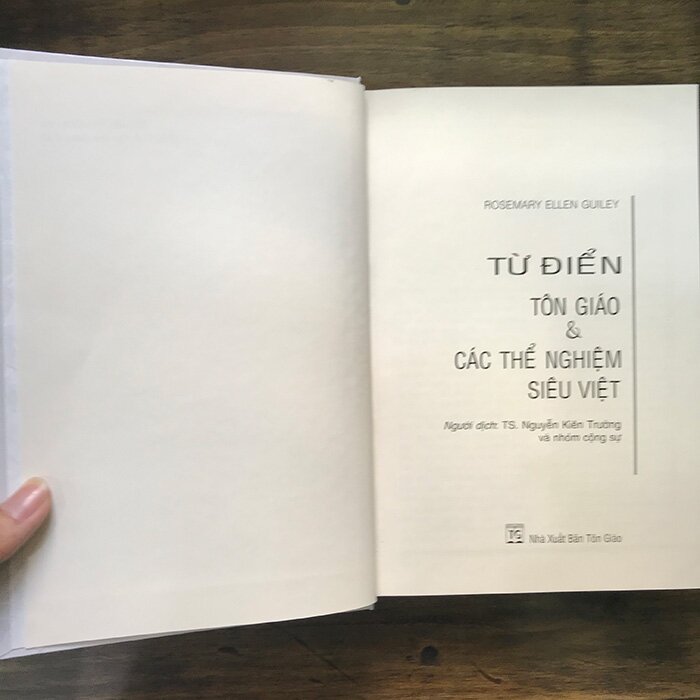 ROSEMARY ELLEN GUILEY
TỪ ĐIỂN
TÔN GIÁO
&
CÁC THỂ NGHIỆM
SIÊU VIỆT
Người dịch: TS. Nguyễn Kiên Trường
và nhóm cộng sự
TG Nhà Xuất Bản Tôn Giáo